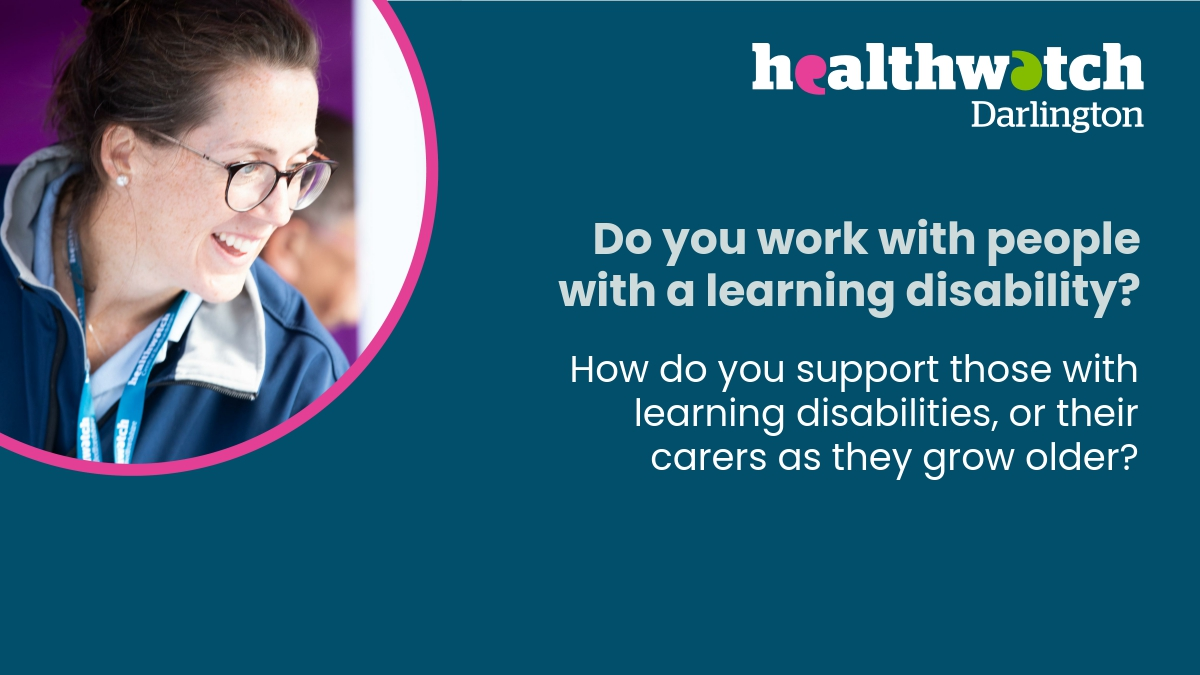 healthwatch
Darlington
Do you work with people
with a learning disability?
How do you support those with
learning disabilities, or their
carers as they grow older?
healthwatch